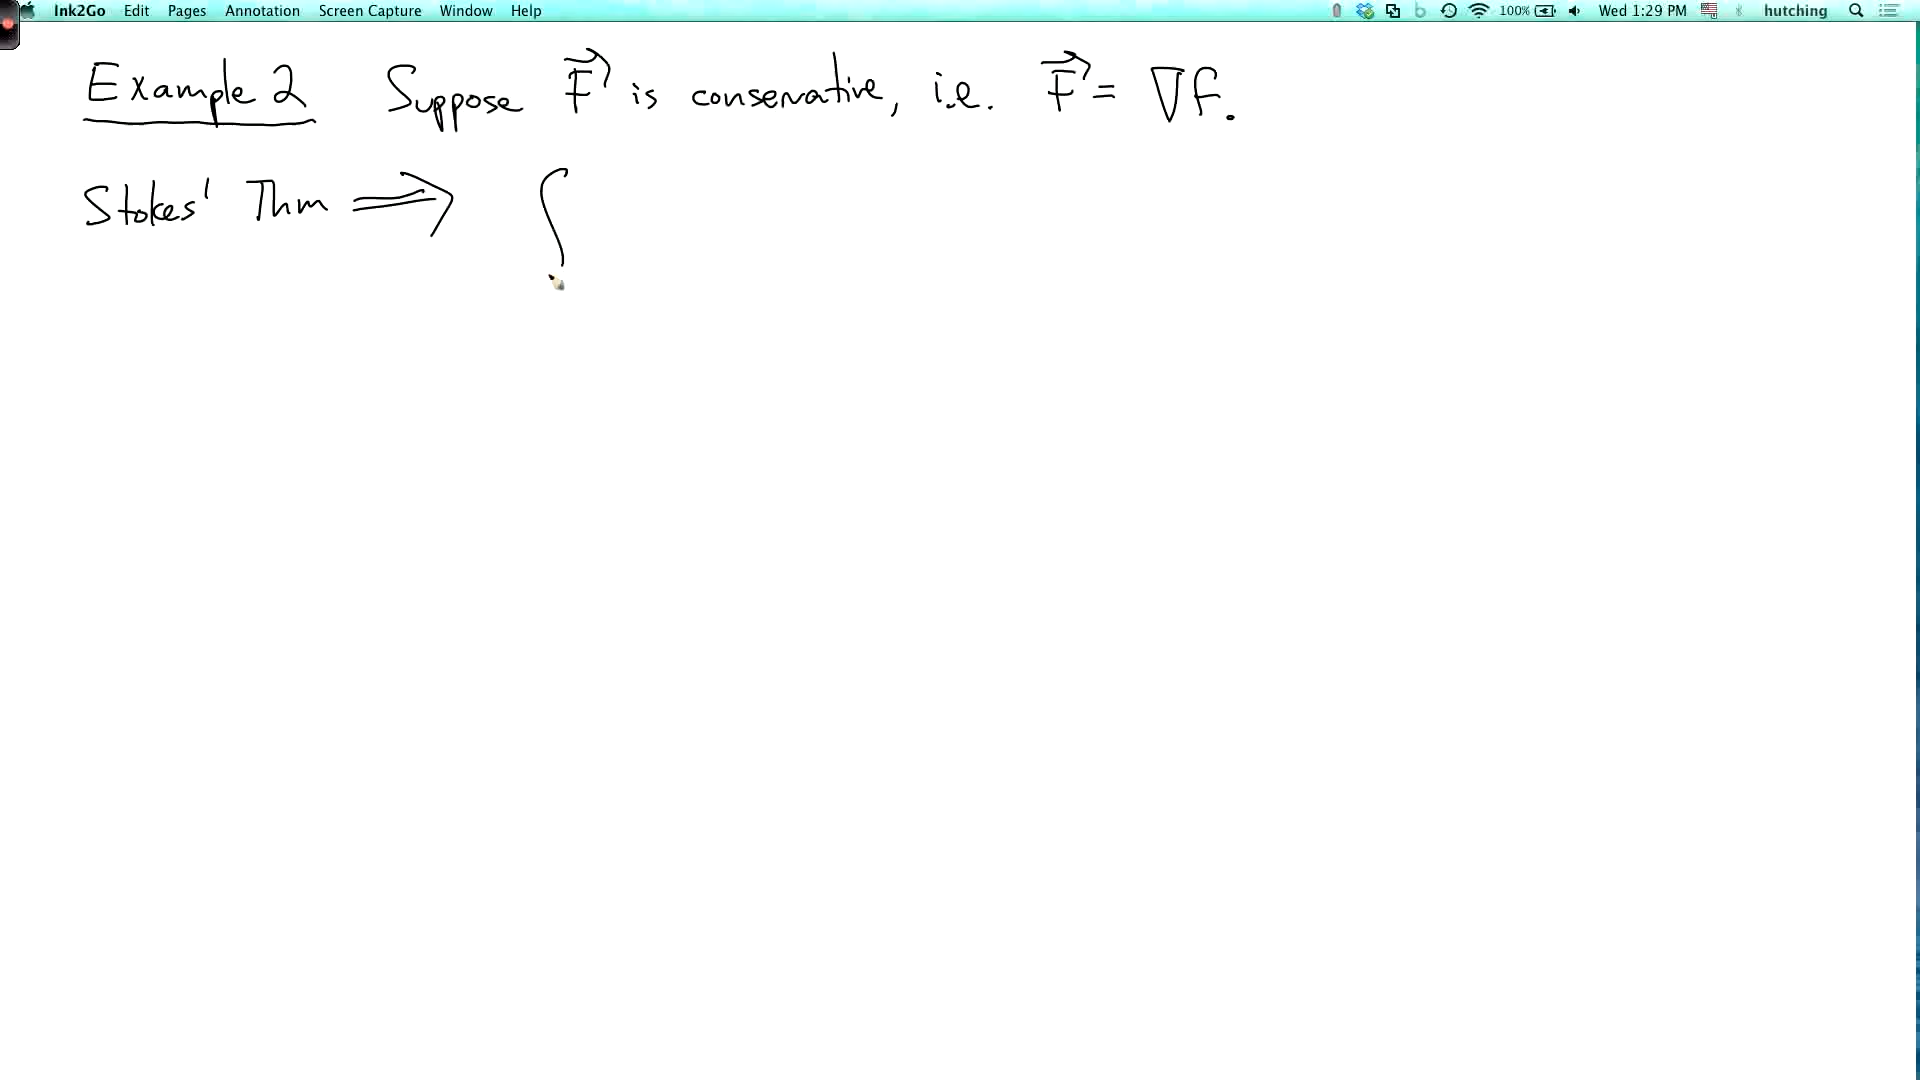 Ink2Go Edit Pages Annotation Screen Capture Window Help 100% Wed 1:29 PM hutching
Example 2 Suppose F⃗ is conservative, i.e. F⃗ = ∇f.
Stokes' Thm ⟹ ∫